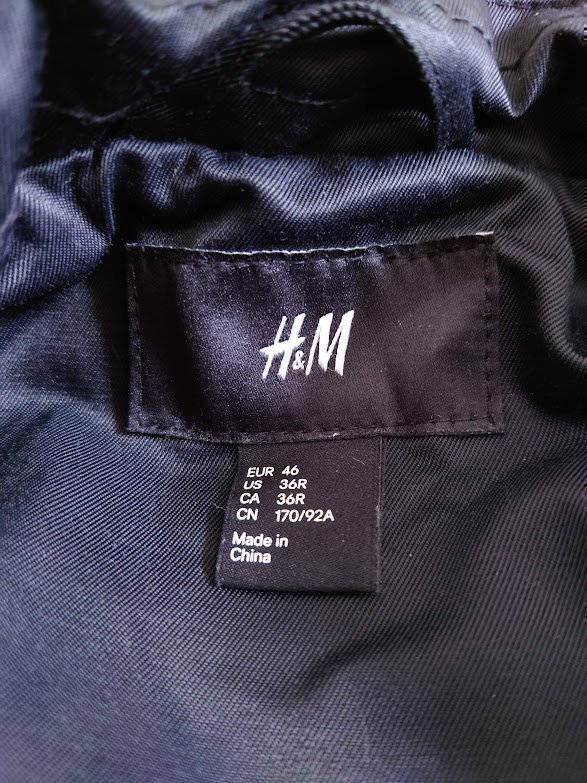 H&M
EUR 46
US 36R
CA 36R
CN 170/92A
Made in
China